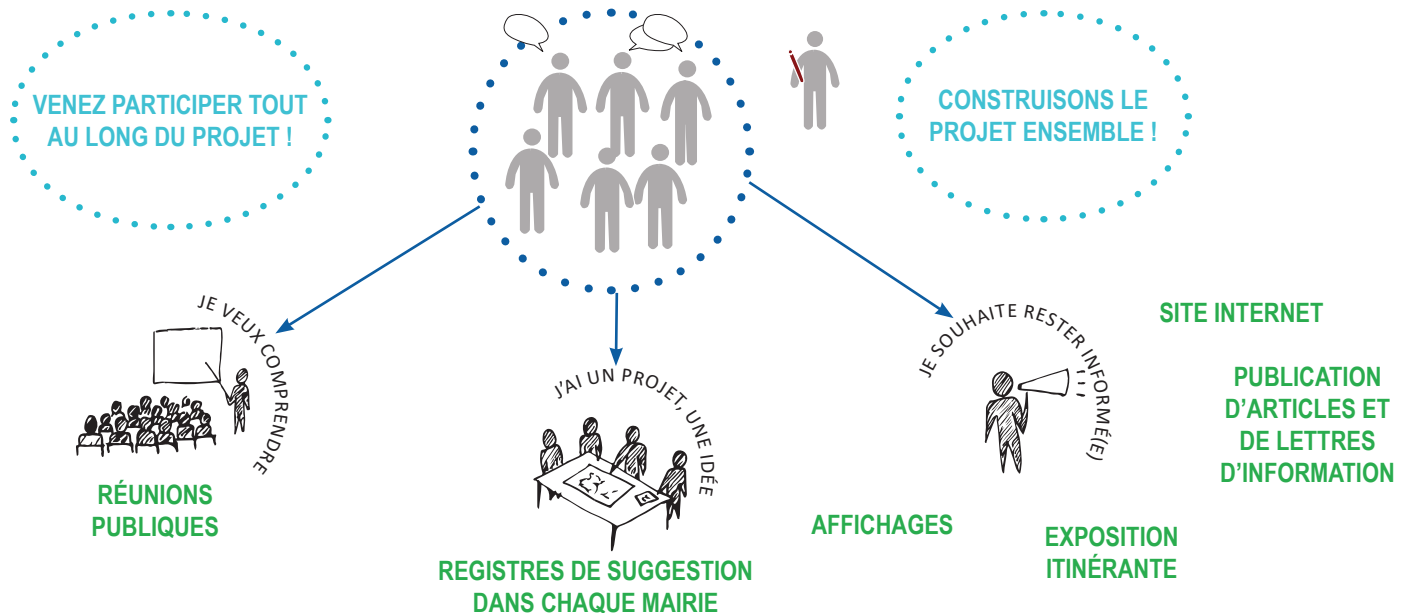 VENEZ PARTICIPER TOUT
AU LONG DU PROJET !
CONSTRUISONS LE
PROJET ENSEMBLE !
JE VEUX COMPRENDRE
RÉUNIONS
PUBLIQUES
J'AI UN PROJET, UNE IDÉE
REGISTRES DE SUGGESTION
DANS CHAQUE MAIRIE
JE SOUHAITE RESTER INFORMÉ(E)
SITE INTERNET
PUBLICATION
D'ARTICLES ET
DE LETTRES
D'INFORMATION
AFFICHAGES
EXPOSITION
ITINÉRANTE